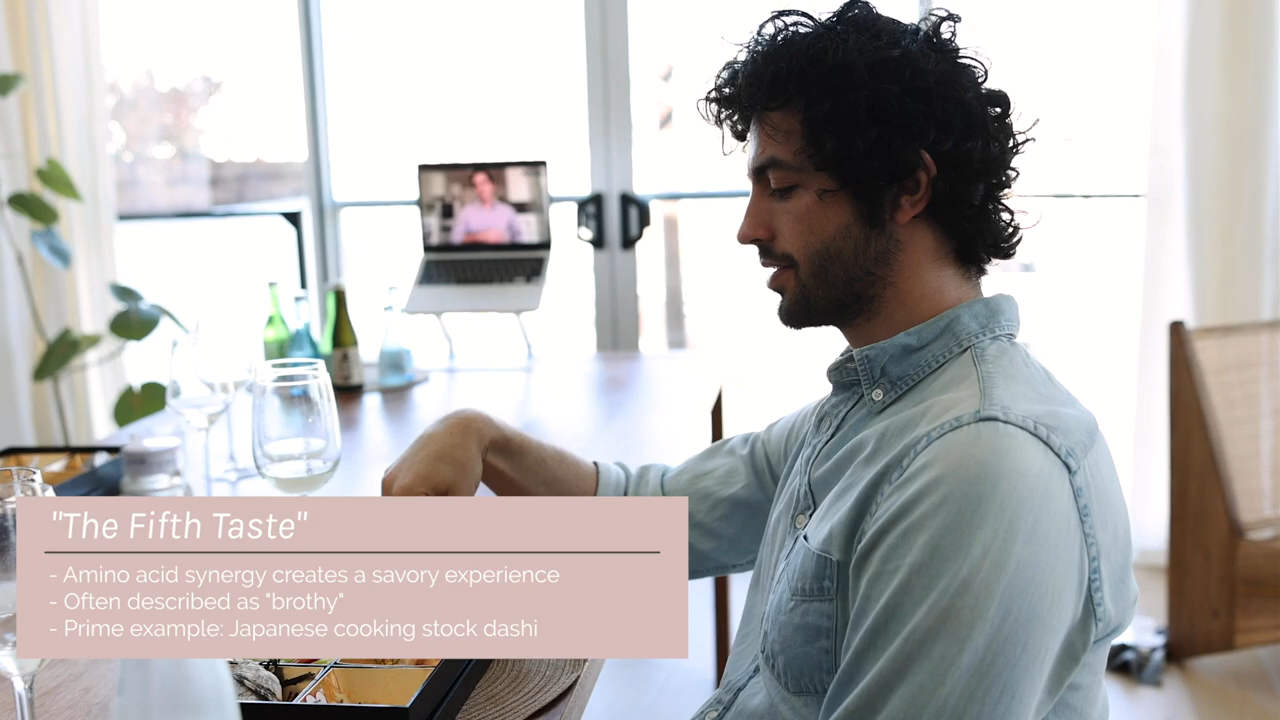 "The Fifth Taste"
- Amino acid synergy creates a savory experience
- Often described as "brothy"
- Prime example: Japanese cooking stock dashi